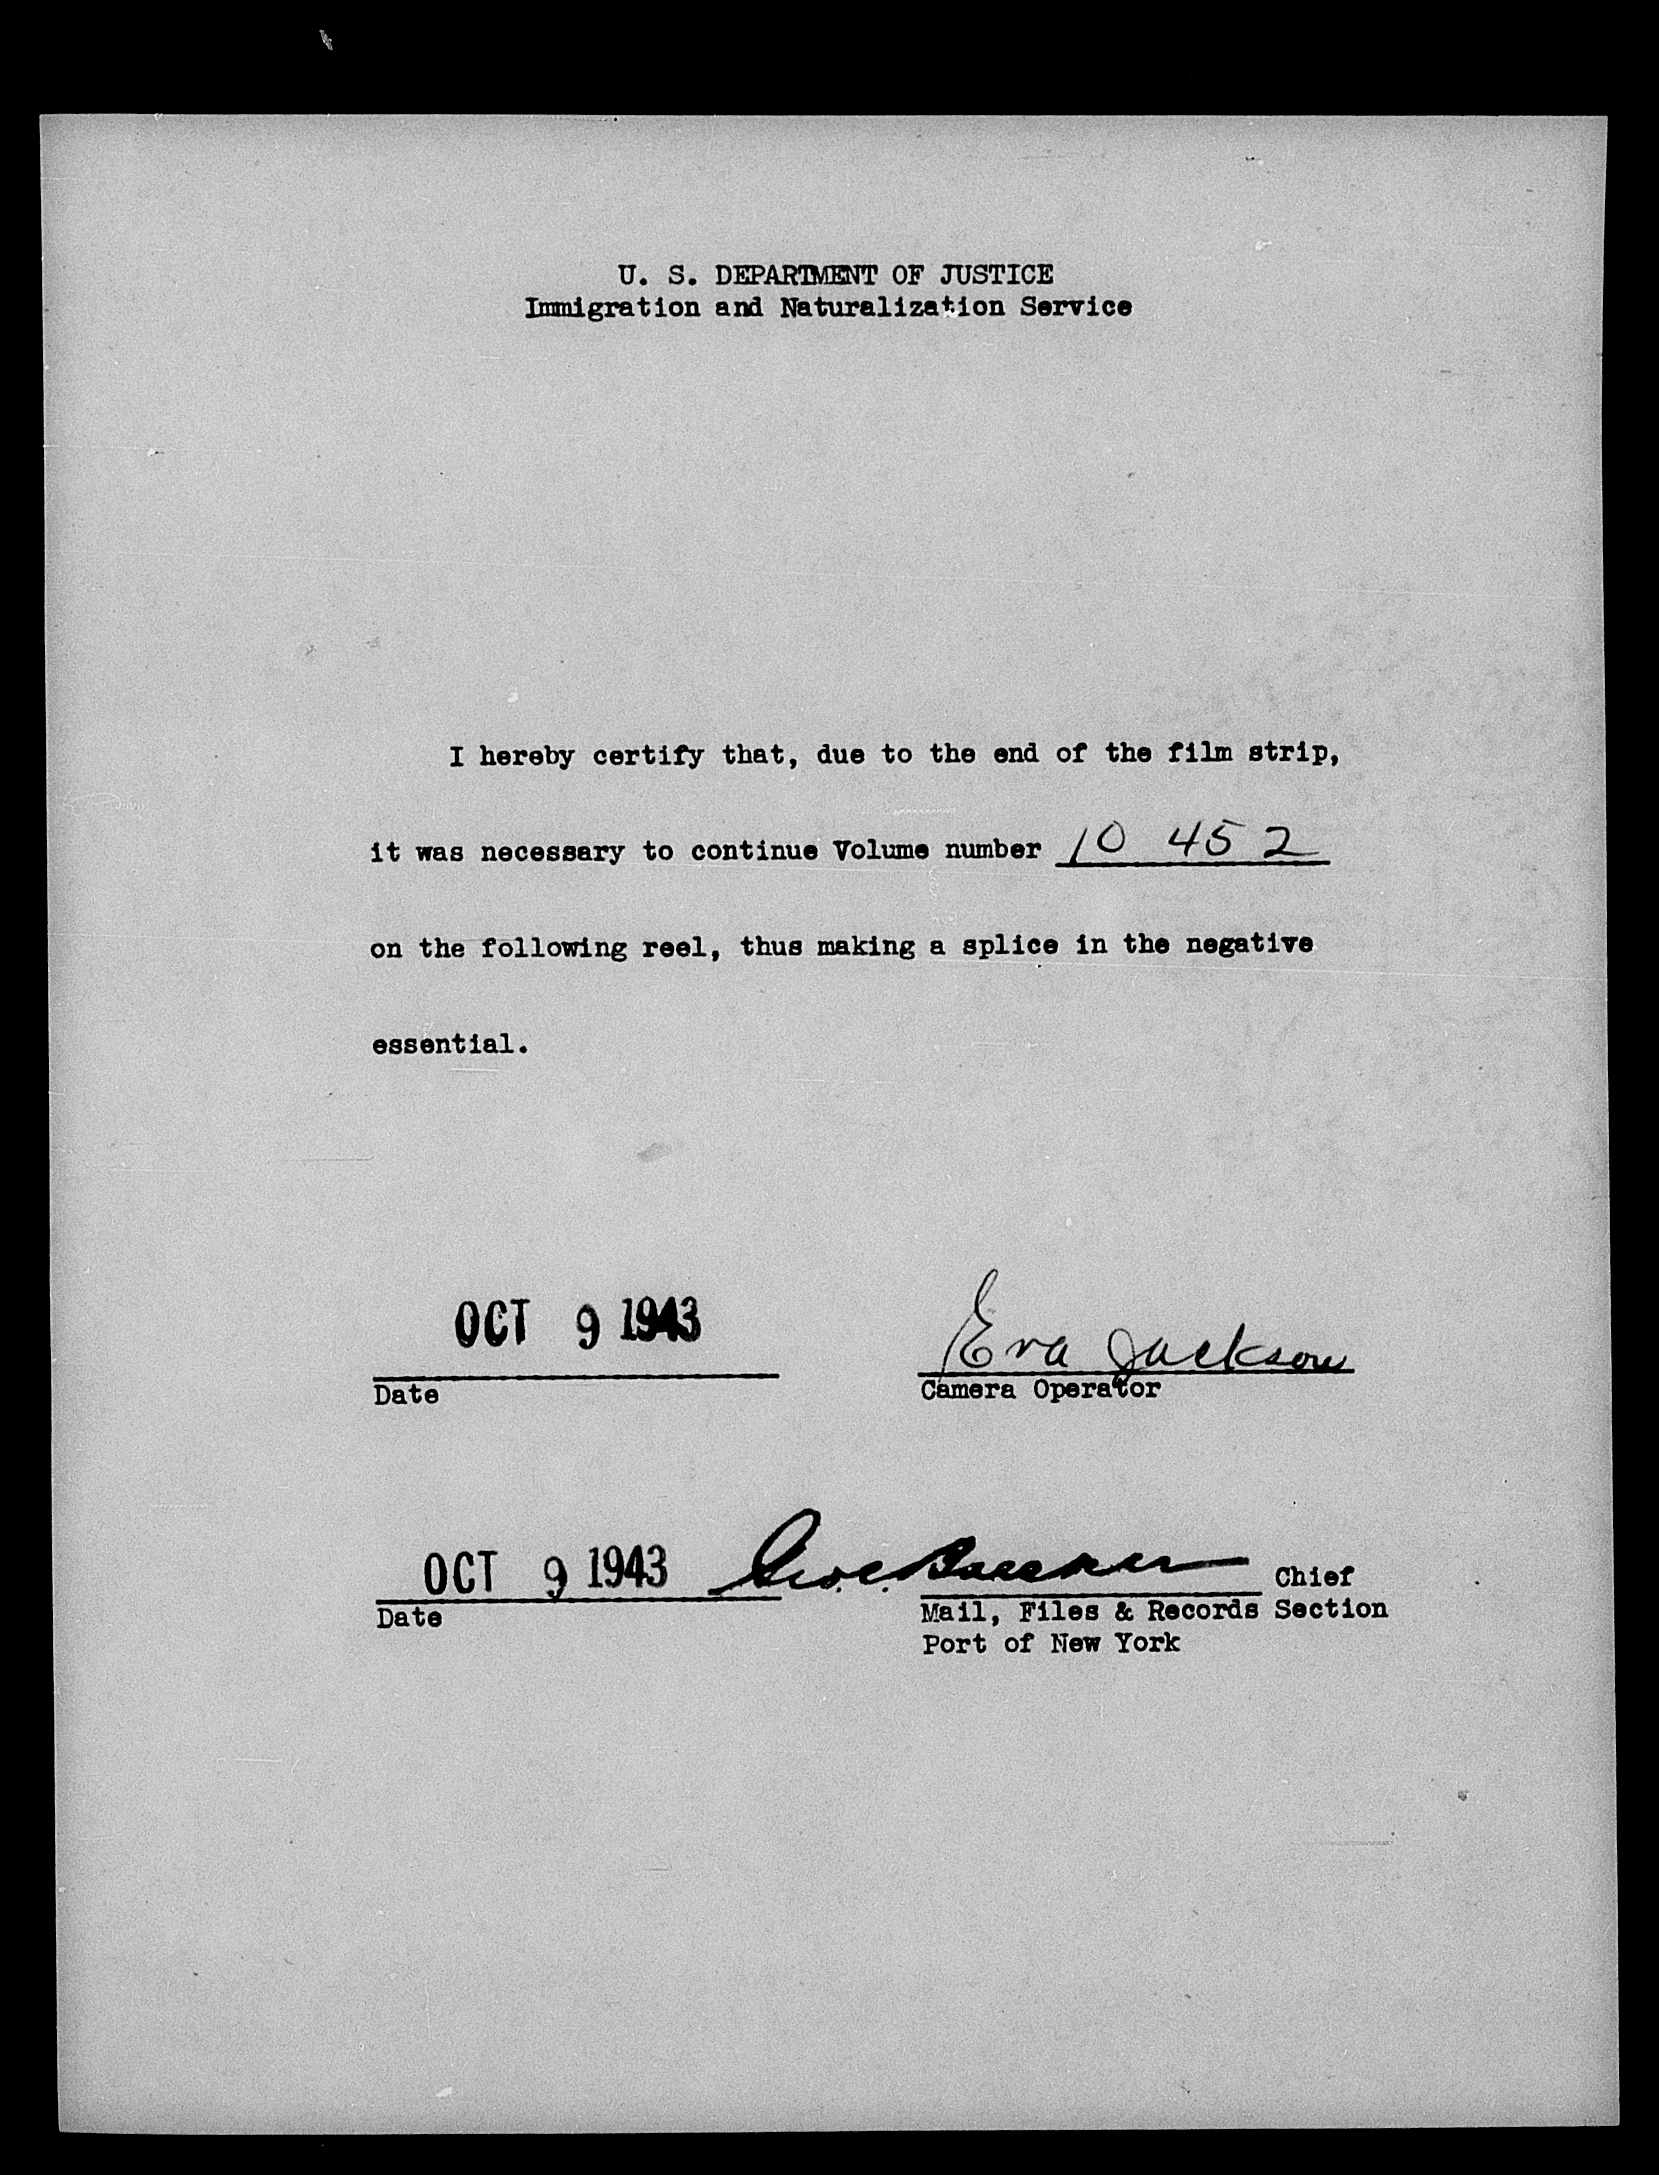 U. S. DEPARTMENT OF JUSTICE
Immigration and Naturalization Service
I hereby certify that, due to the end of the film strip,
it was necessary to continue Volume number 10 452
on the following reel, thus making a splice in the negative
essential.
OCT 9 1943 Eva Jackson
Date Camera Operator
OCT 9 1943 Chief
Date Mail, Files & Records Section
Port of New York